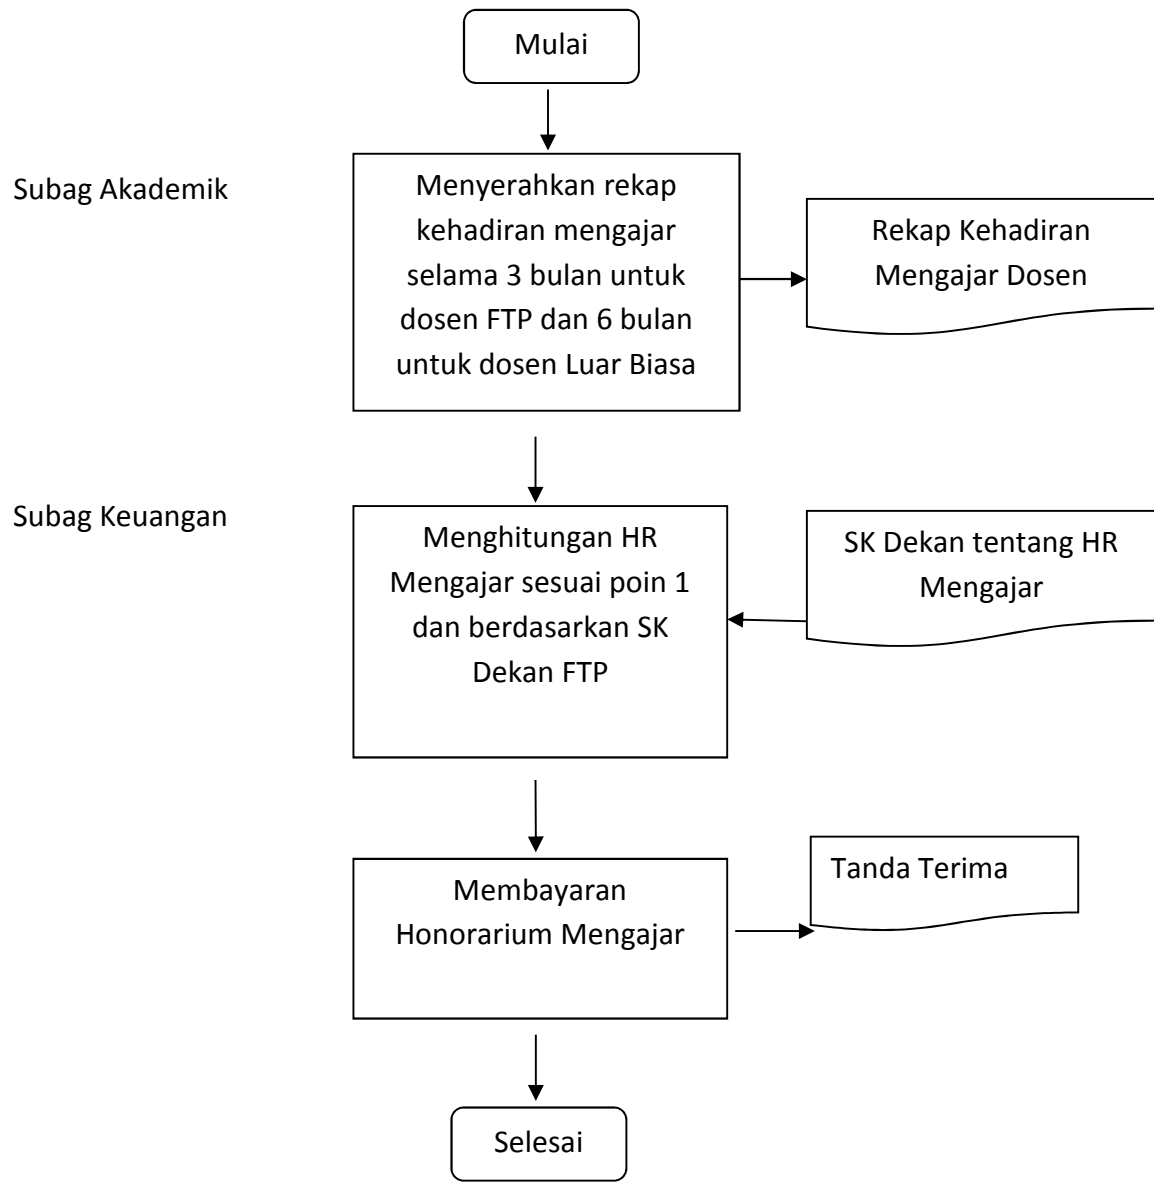 Mulai
Subag Akademik
Menyerahkan rekap
kehadiran mengajar
selama 3 bulan untuk
dosen FTP dan 6 bulan
untuk dosen Luar Biasa
Rekap Kehadiran
Mengajar Dosen
Subag Keuangan
Menghitungan HR
Mengajar sesuai poin 1
dan berdasarkan SK
Dekan FTP
SK Dekan tentang HR
Mengajar
Membayaran
Honorarium Mengajar
Tanda Terima
Selesai